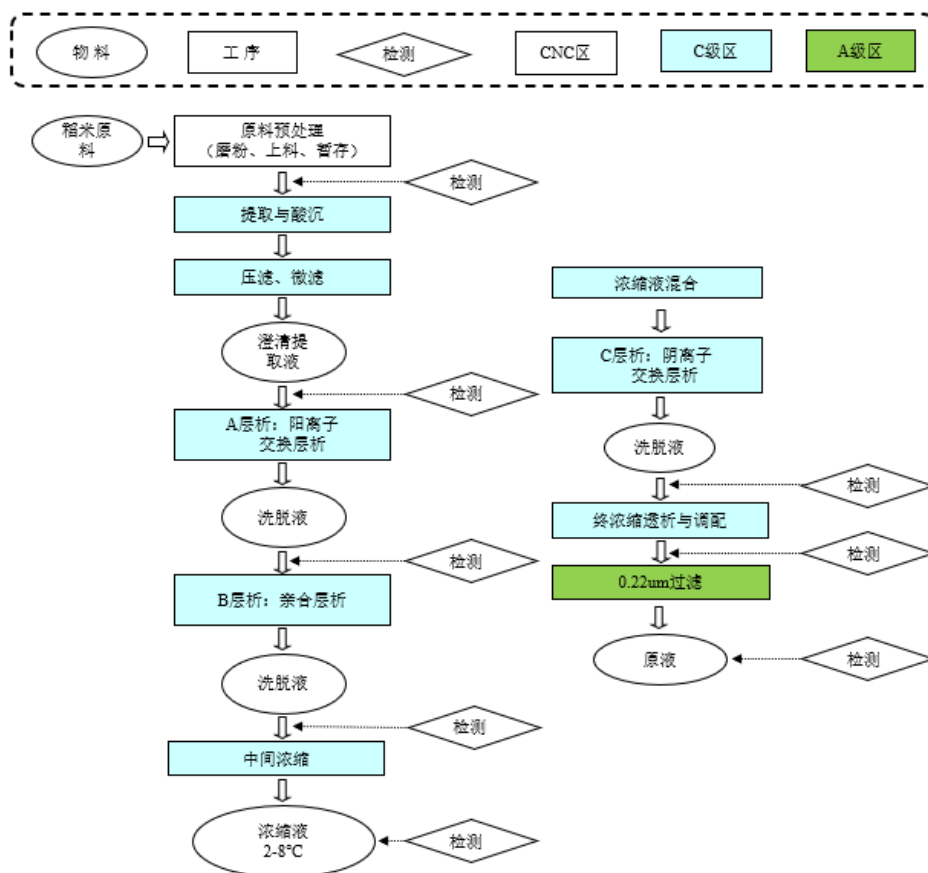 物 料
工 序
检测
CNC区
C级区
A级区
稻米原
料
原料预处理
（磨粉、上料、暂存）
检测
提取与酸沉
压滤、微滤
澄清提
取液
检测
A层析：阳离子
交换层析
洗脱液
检测
B层析：亲合层析
洗脱液
检测
中间浓缩
浓缩液
2-8°C
检测
浓缩液混合
C层析：阴离子
交换层析
洗脱液
检测
终浓缩透析与调配
检测
0.22um过滤
原液
检测